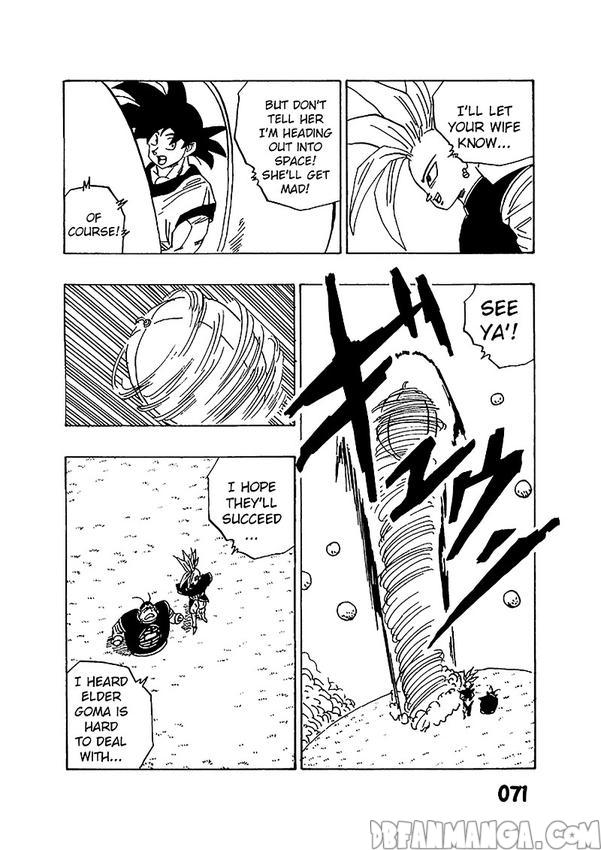 I'LL LET
YOUR WIFE
KNOW...
BUT DON'T
TELL HER
I'M HEADING
OUT INTO
SPACE!
SHE'LL GET
MAD!
OF
COURSE!
SEE
YA'!
ギュウッ
I HOPE
THEY'LL
SUCCEED
...
I HEARD
ELDER
GOMA IS
HARD
TO DEAL
WITH...
071
DBFANMANGA.COM